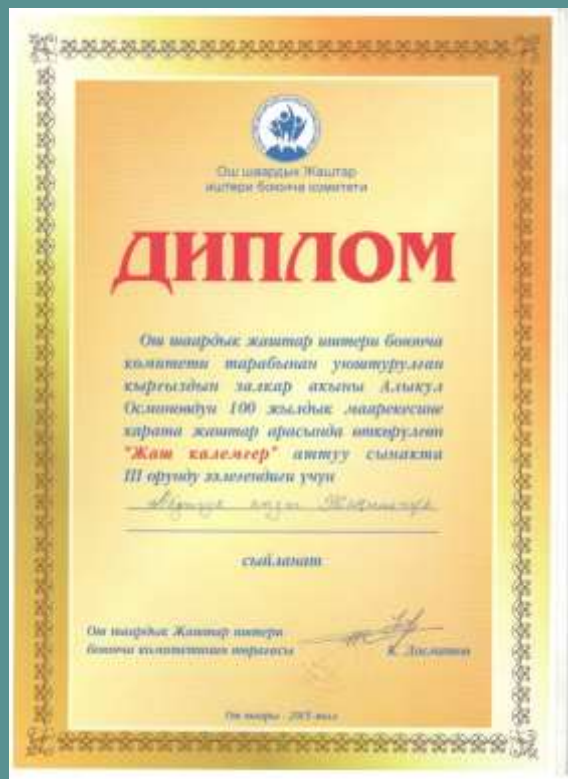 Ош шаардык Жаштар
иштери боюнча комитети
ДИПЛОМ
Ош шаардык жаштар иштери боюнча
комитети тарабынан уюштурулган
кыргыздын залкар акыны Алыкул
Осмоновдун 100 жылдык маарекесине
карата жаштар арасында өткөрүлгөн
"Жаш калемгер" аттуу сынакта
III орунду ээлегендиги үчүн
сыйланат
Ош шаардык Жаштар иштери
боюнча комитетинин төрагасы
К.
Ош шаары - 2015-жыл